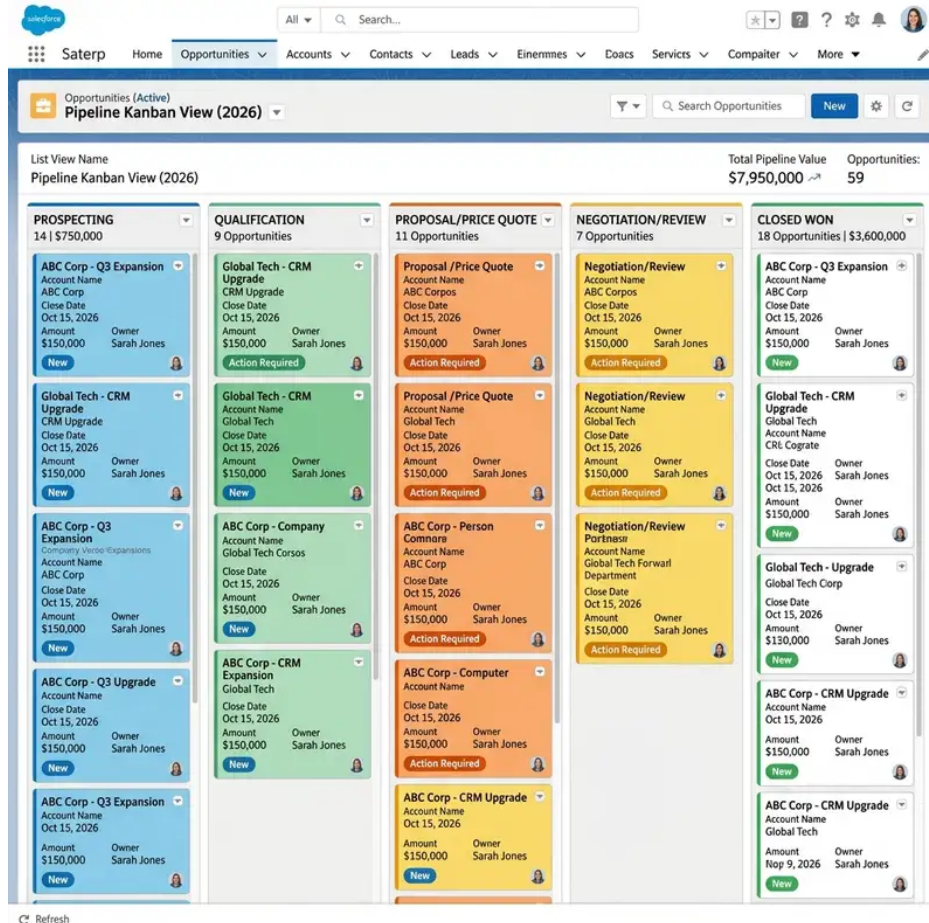 salesforce
All
Search...
Saterp
Home
Opportunities
Accounts
Contacts
Leads
Einermmes
Doacs
Services
Compaiter
More
Opportunities (Active)
Pipeline Kanban View (2026)
Search Opportunities
New
List View Name
Pipeline Kanban View (2026)
Total Pipeline Value
$7,950,000
Opportunities:
59
PROSPECTING
14 | $750,000
ABC Corp - Q3 Expansion
Account Name
ABC Corp
Close Date
Oct 15, 2026
Amount Owner
$150,000 Sarah Jones
New
Global Tech - CRM
Upgrade
CRM Upgrade
Close Date
Oct 15, 2026
Amount Owner
$150,000 Sarah Jones
New
ABC Corp - Q3
Expansion
Account Name
ABC Corp
Close Date
Oct 15, 2026
Amount Owner
$150,000 Sarah Jones
New
ABC Corp - Q3 Upgrade
Account Name
Close Date
Oct 15, 2026
Amount Owner
$150,000 Sarah Jones
New
ABC Corp - Q3 Expansion
Account Name
Oct 15, 2026
Amount Owner
$150,000 Sarah Jones
New
QUALIFICATION
9 Opportunities
Global Tech - CRM
Upgrade
CRM Upgrade
Close Date
Oct 15, 2026
Amount Owner
$150,000 Sarah Jones
Action Required
Global Tech - CRM
Account Name
Global Tech
Close Date
Oct 15, 2026
Amount Owner
$150,000 Sarah Jones
New
ABC Corp - Company
Account Name
Global Tech Corsos
Close Date
Oct 15, 2026
Amount Owner
$150,000 Sarah Jones
New
ABC Corp - CRM
Expansion
Global Tech
Close Date
Oct 15, 2026
Amount Owner
$150,000 Sarah Jones
New
PROPOSAL/PRICE QUOTE
11 Opportunities
Proposal /Price Quote
Account Name
ABC Corpos
Close Date
Oct 15, 2026
Amount Owner
$150,000 Sarah Jones
Action Required
Proposal /Price Quote
Account Name
Global Tech
Close Date
Oct 15, 2026
Amount Owner
$150,000 Sarah Jones
Action Required
ABC Corp - Person
Comnare
Account Name
ABC Corp
Close Date
Oct 15, 2026
Amount Owner
$150,000 Sarah Jones
Action Required
ABC Corp - Computer
Account Name
Close Date
Oct 15, 2026
Amount Owner
$150,000 Sarah Jones
Action Required
ABC Corp - CRM Upgrade
Account Name
Oct 15, 2026
Amount Owner
$150,000 Sarah Jones
New
NEGOTIATION/REVIEW
7 Opportunities
Negotiation/Review
Account Name
ABC Corpos
Close Date
Oct 15, 2026
Amount Owner
$150,000 Sarah Jones
Action Required
Negotiation/Review
Account Name
Global Tech
Close Date
Oct 15, 2026
Amount Owner
$150,000 Sarah Jones
Action Required
Negotiation/Review
Account Name
Global Tech Forwarl
Department
Close Date
Oct 15, 2026
Amount Owner
$150,000 Sarah Jones
Action Required
CLOSED WON
18 Opportunities | $3,600,000
ABC Corp - Q3 Expansion
Account Name
ABC Corp
Close Date
Oct 15, 2026
Amount Owner
$150,000 Sarah Jones
New
Global Tech - CRM
Upgrade
Global Tech
Account Name
CRL Cograte
Close Date Owner
Oct 15, 2026 Sarah Jones
Oct 15, 2026
Amount Owner
$150,000 Sarah Jones
New
Global Tech - Upgrade
Global Tech Corp
Close Date
Oct 15, 2026
Amount Owner
$130,000 Sarah Jones
New
ABC Corp - CRM Upgrade
Account Name
Oct 15, 2026
Amount Owner
$150,000 Sarah Jones
New
ABC Corp - CRM Upgrade
Account Name
Global Tech
Amount Owner
Nop 9, 2026 Sarah Jones
New
Refresh